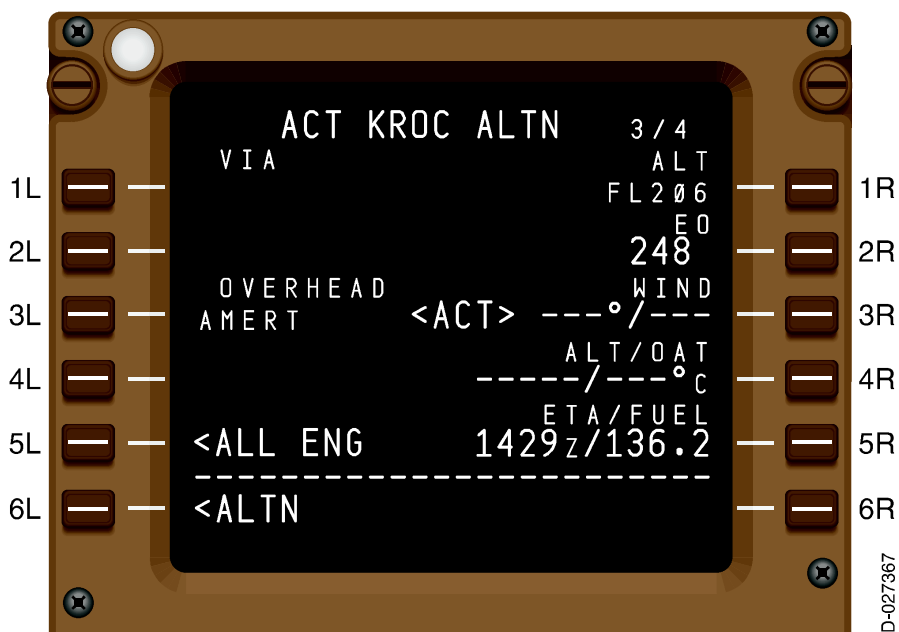 ACT KROC ALTN 3/4
VIA ALT
1L FL206 1R
EO
2L 248 2R
OVERHEAD WIND
3L AMERT <ACT> ---°/--- 3R
ALT/OAT
4L -----/---°C 4R
ETA/FUEL
5L <ALL ENG 1429Z/136.2 5R
------------------------
6L <ALTN 6R
D-027367